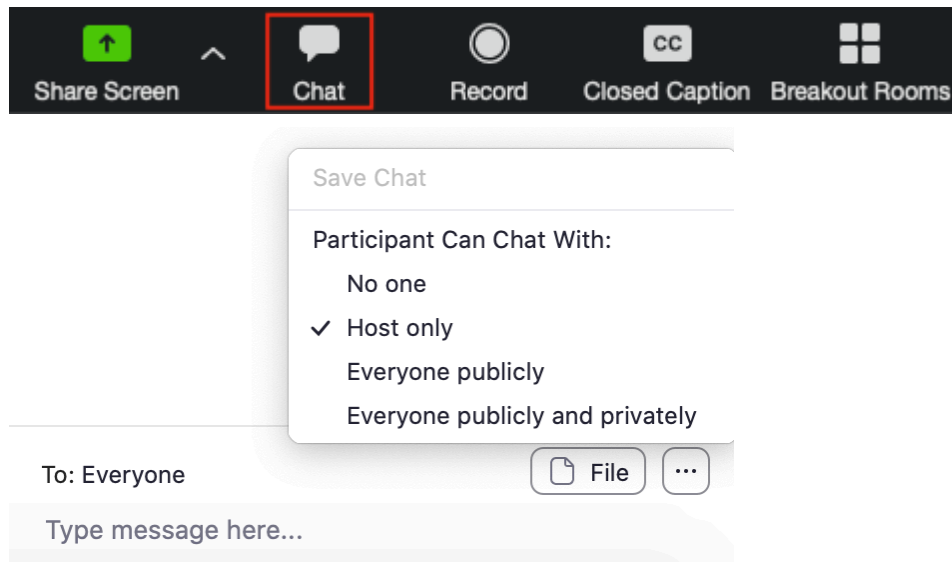 Share Screen Chat Record CC Closed Caption Breakout Rooms
Save Chat
Participant Can Chat With:
No one
Host only
Everyone publicly
Everyone publicly and privately
To: Everyone File ...
Type message here...